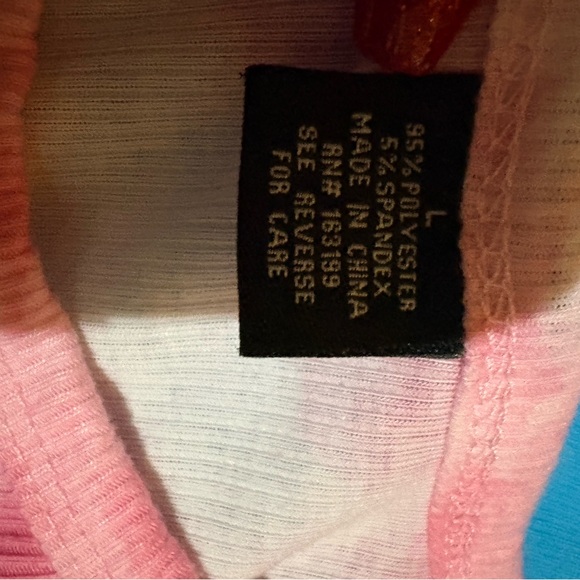 L
95% POLYESTER
5% SPANDEX
MADE IN CHINA
RN# 163199
SEE REVERSE
FOR CARE